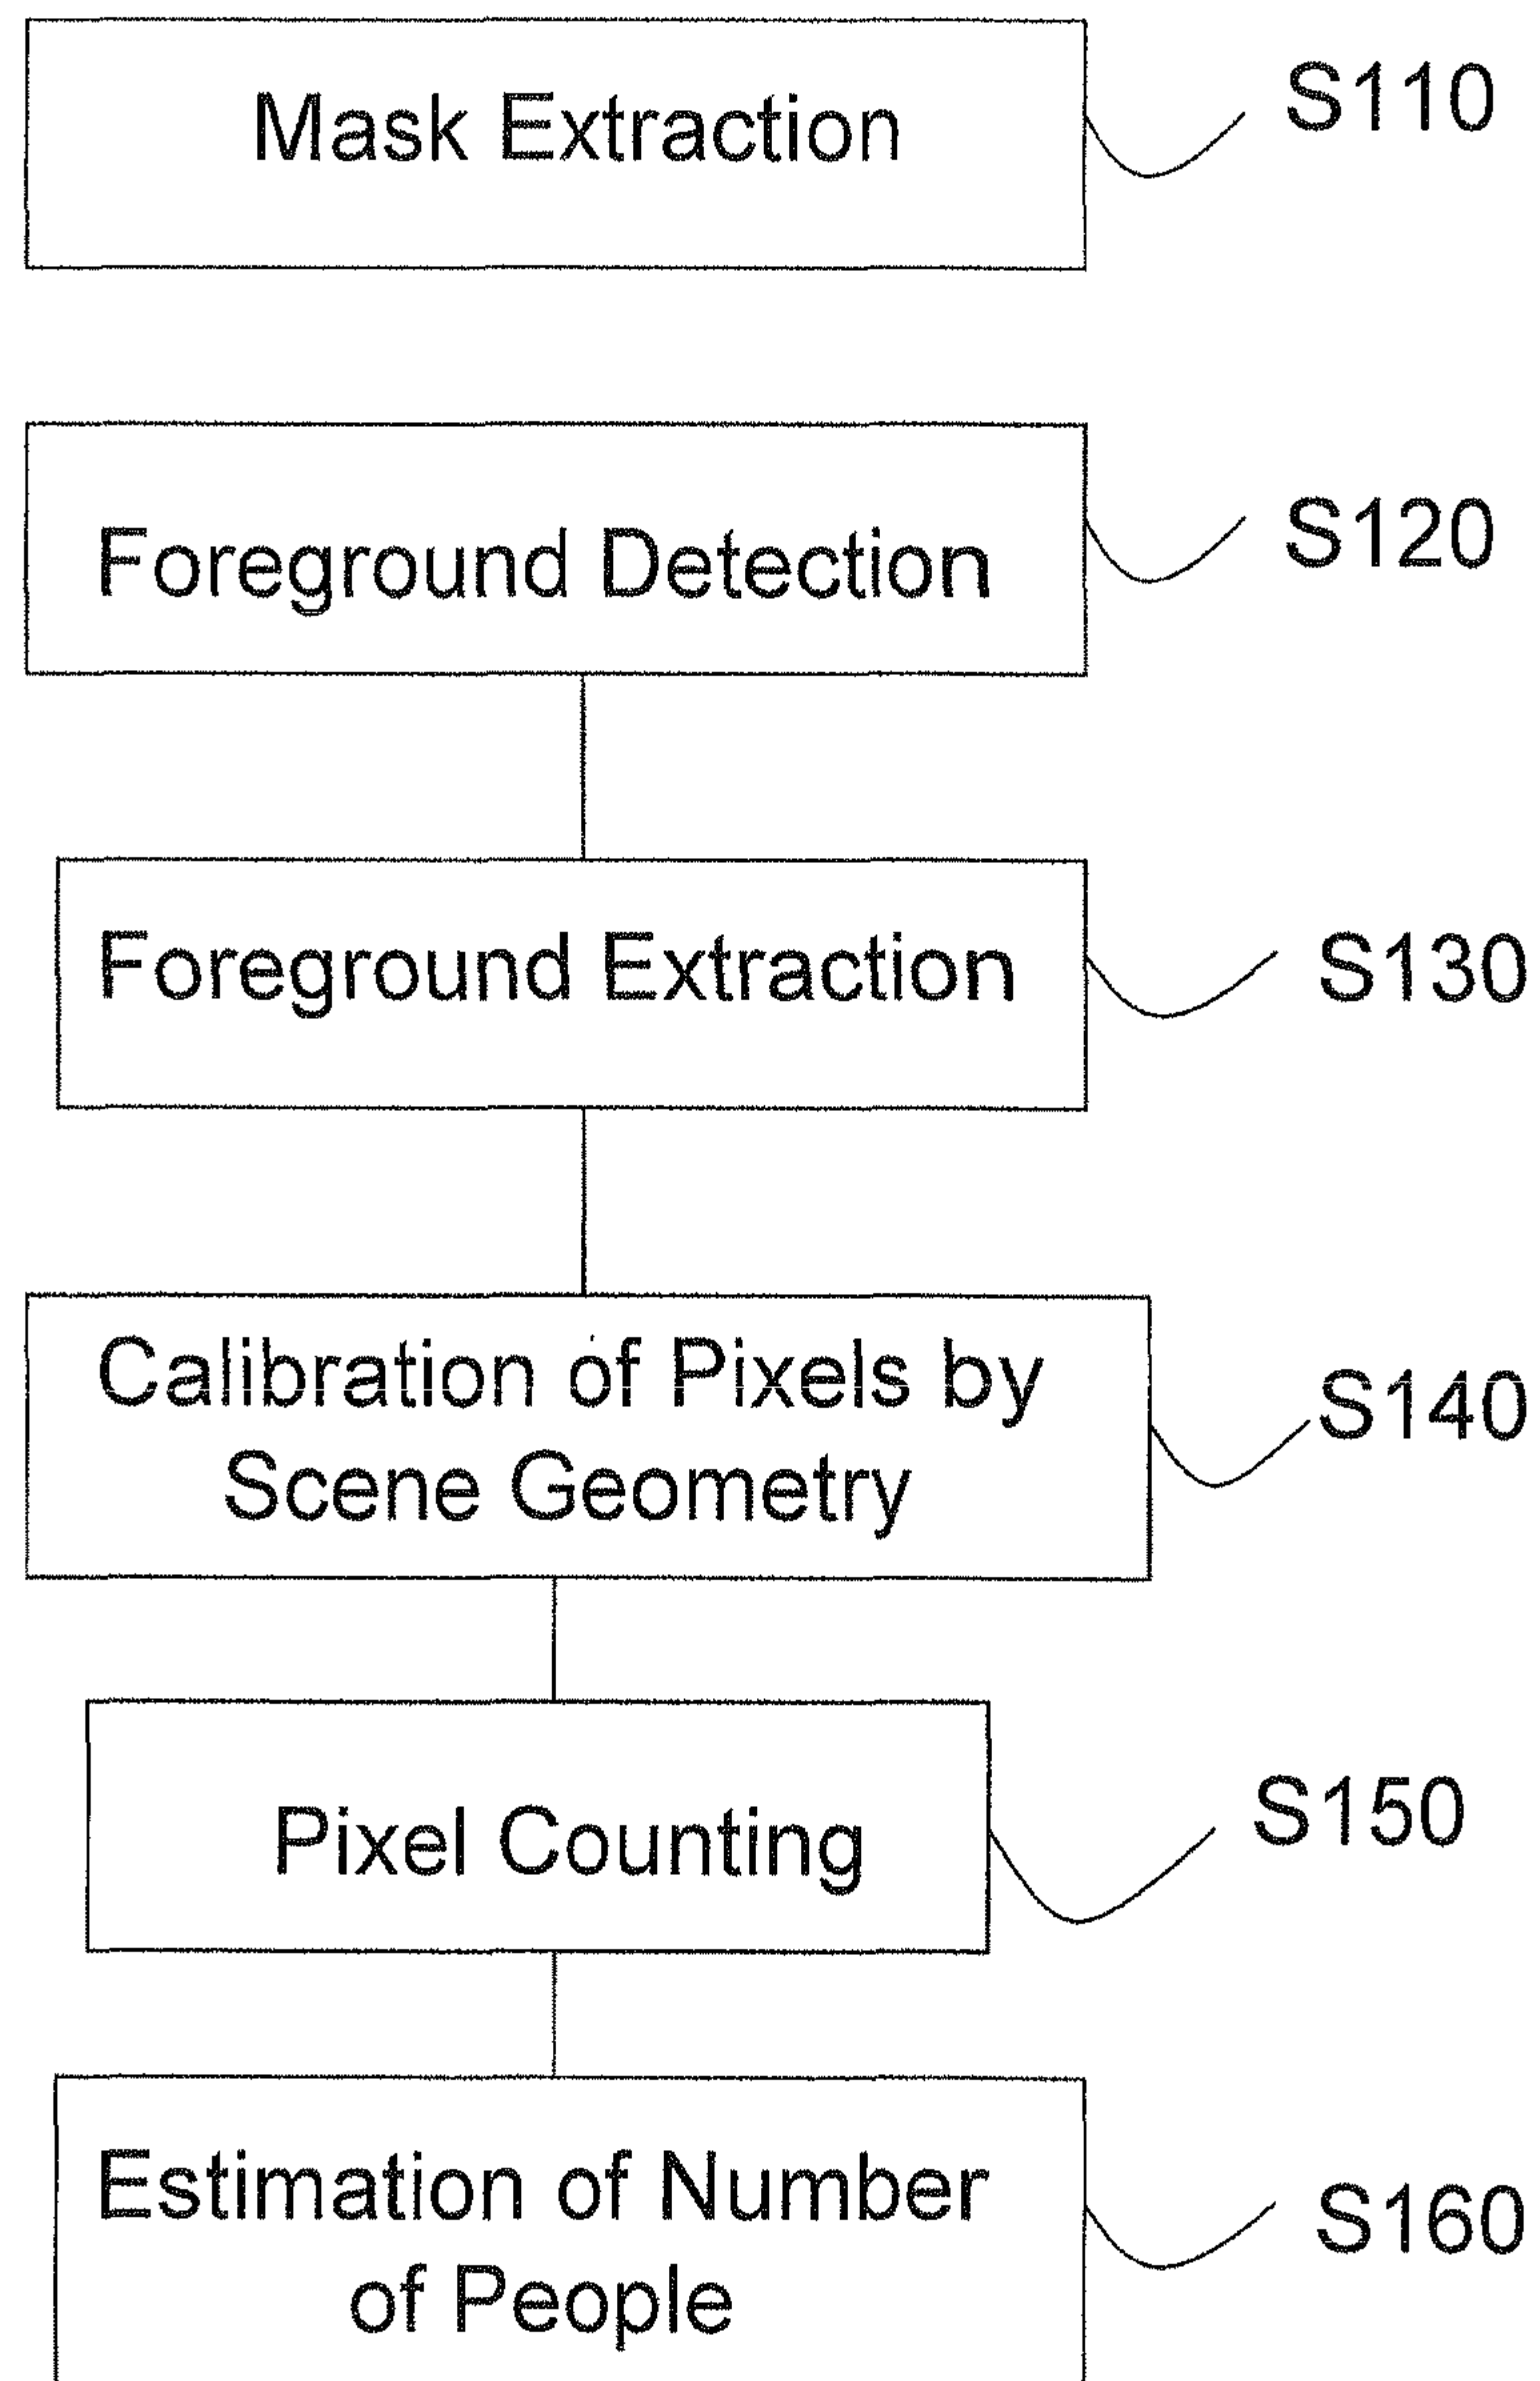 Mask Extraction
S110
Foreground Detection
S120
Foreground Extraction
S130
Calibration of Pixels by
Scene Geometry
S140
Pixel Counting
S150
Estimation of Number
of People
S160